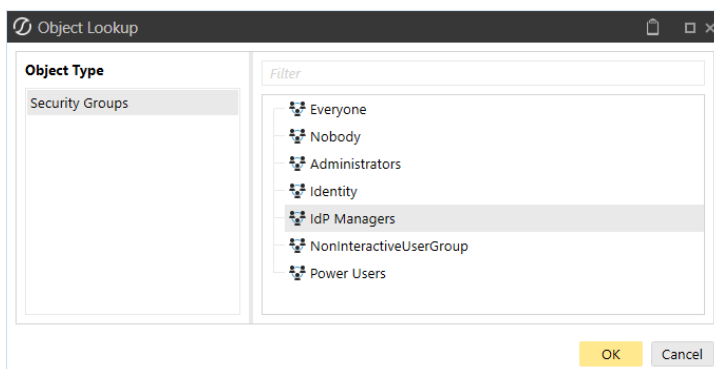 Object Lookup
Object Type
Security Groups
Filter
Everyone
Nobody
Administrators
Identity
IdP Managers
NonInteractiveUserGroup
Power Users
OK
Cancel